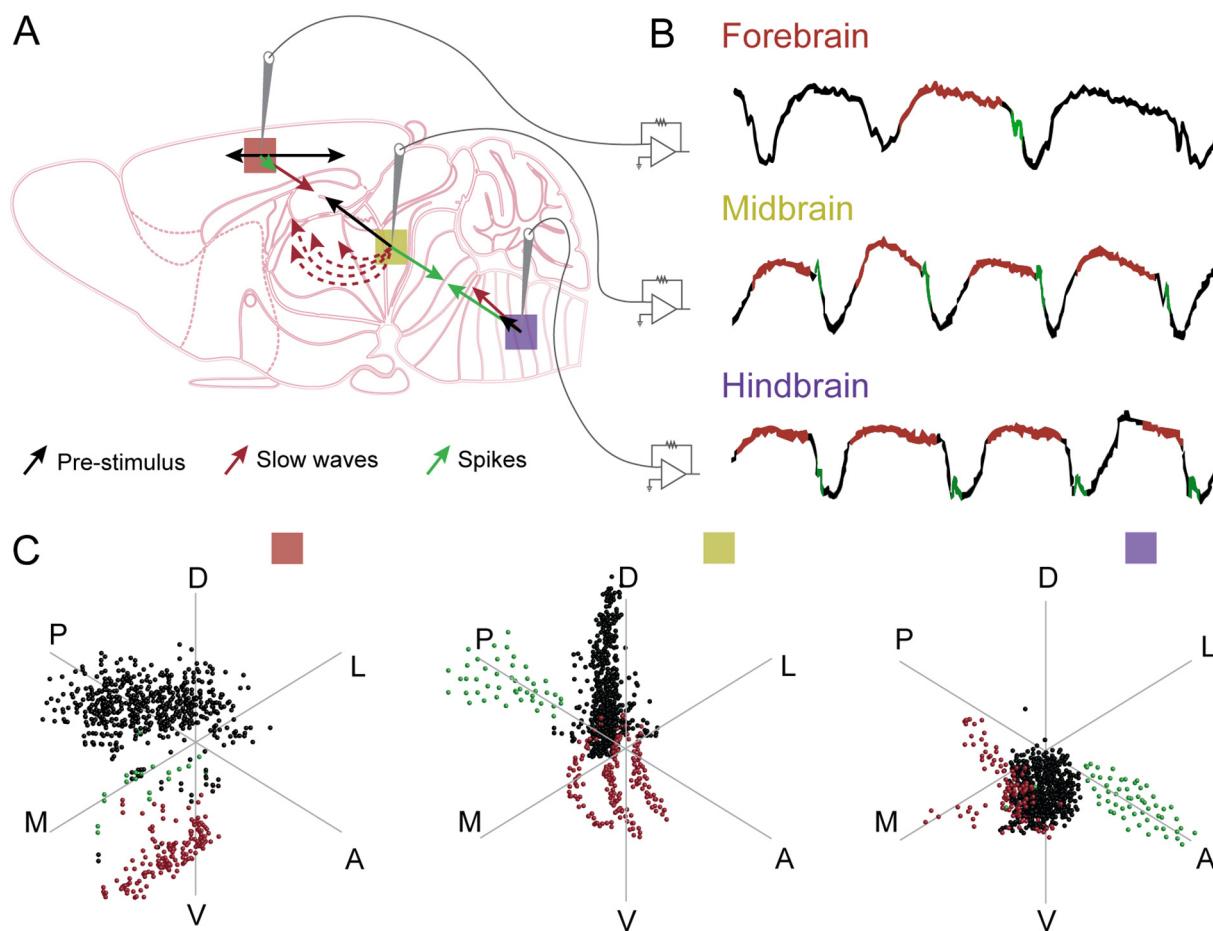 A
B
Forebrain
Midbrain
Hindbrain
Pre-stimulus
Slow waves
Spikes
C
D
P
L
M
A
V
D
P
L
M
A
V
D
P
L
M
A
V